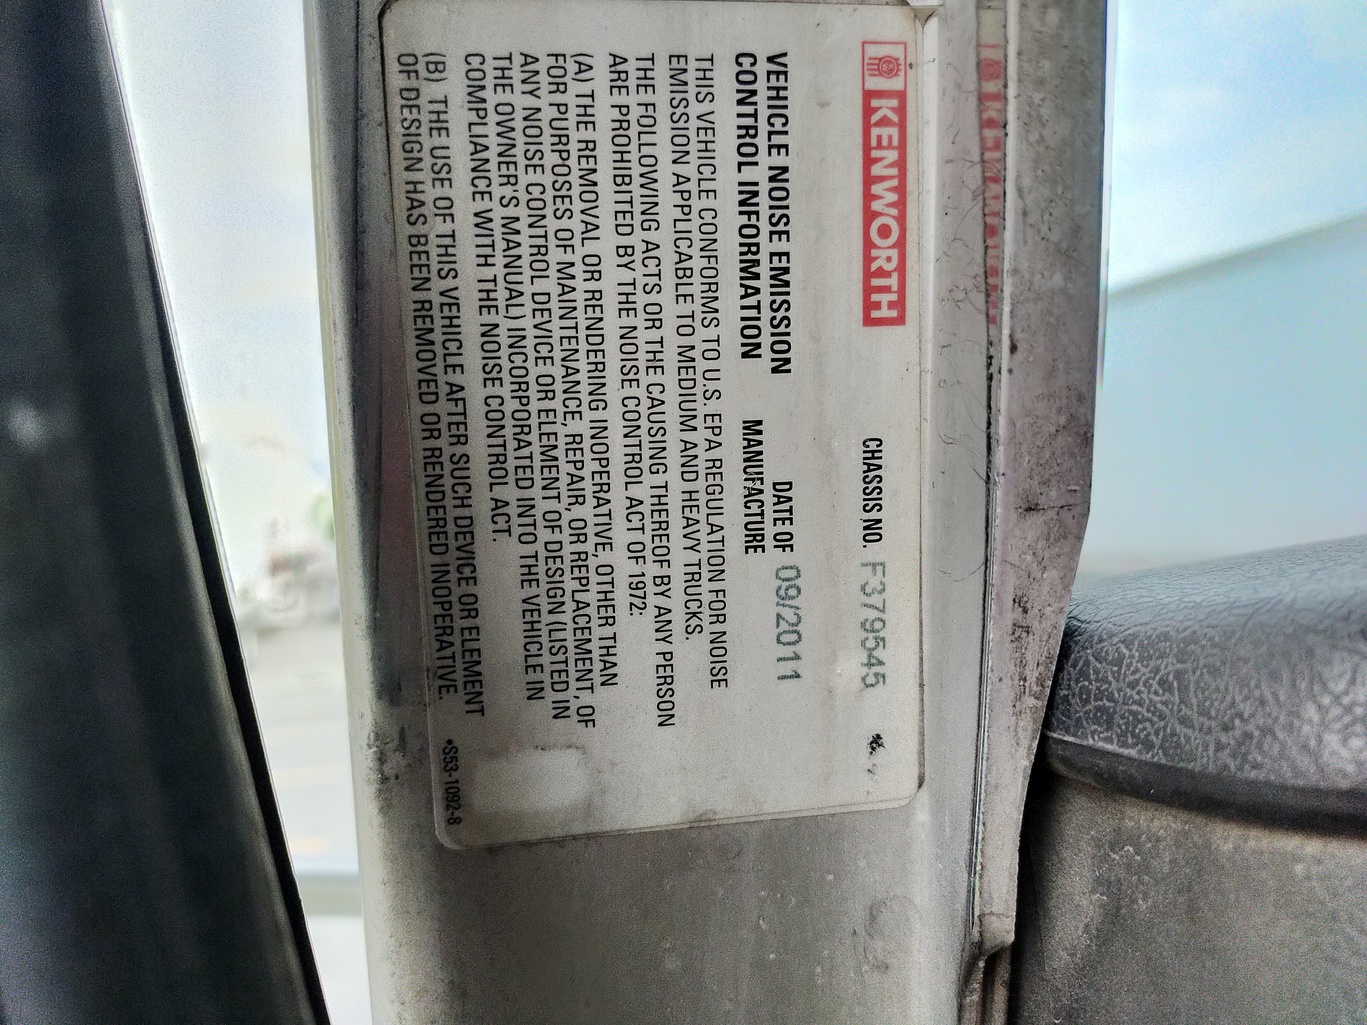 KENWORTH CHASSIS NO. F379545
VEHICLE NOISE EMISSION DATE OF 09/2011
CONTROL INFORMATION MANUFACTURE
THIS VEHICLE CONFORMS TO U.S. EPA REGULATION FOR NOISE
EMISSION APPLICABLE TO MEDIUM AND HEAVY TRUCKS.
THE FOLLOWING ACTS OR THE CAUSING THEREOF BY ANY PERSON
ARE PROHIBITED BY THE NOISE CONTROL ACT OF 1972:
(A) THE REMOVAL OR RENDERING INOPERATIVE, OTHER THAN
FOR PURPOSES OF MAINTENANCE, REPAIR, OR REPLACEMENT, OF
ANY NOISE CONTROL DEVICE OR ELEMENT OF DESIGN (LISTED IN
THE OWNER'S MANUAL) INCORPORATED INTO THE VEHICLE IN
COMPLIANCE WITH THE NOISE CONTROL ACT.
(B) THE USE OF THIS VEHICLE AFTER SUCH DEVICE OR ELEMENT
OF DESIGN HAS BEEN REMOVED OR RENDERED INOPERATIVE.
•S53-1092-8